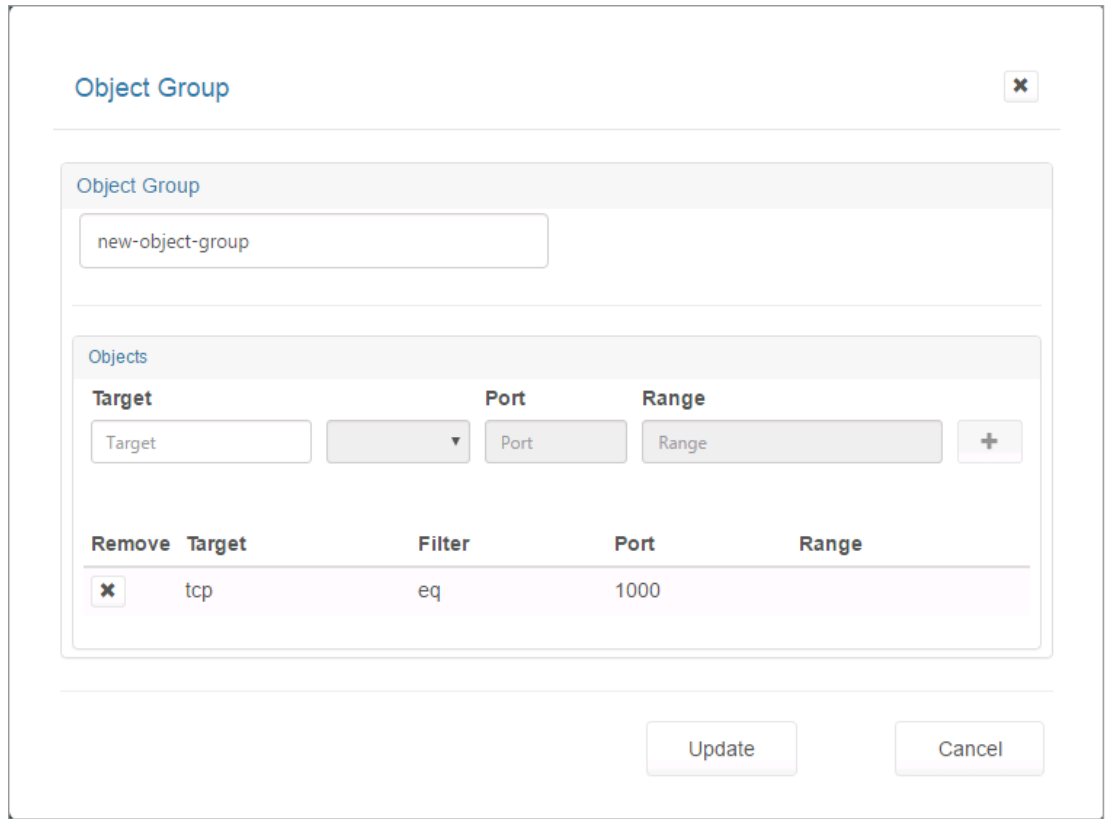 Object Group
Object Group
new-object-group
Objects
Target Port Range
Target Port Range
Remove Target Filter Port Range
tcp eq 1000
Update Cancel